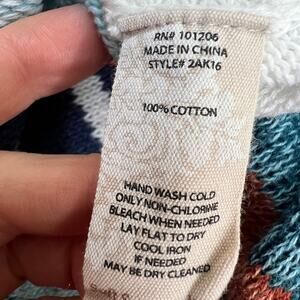 RN# 101206
MADE IN CHINA
STYLE# 2AK16
100% COTTON
HAND WASH COLD
ONLY NON-CHLORINE
BLEACH WHEN NEEDED
LAY FLAT TO DRY
COOL IRON
IF NEEDED
MAY BE DRY CLEANED